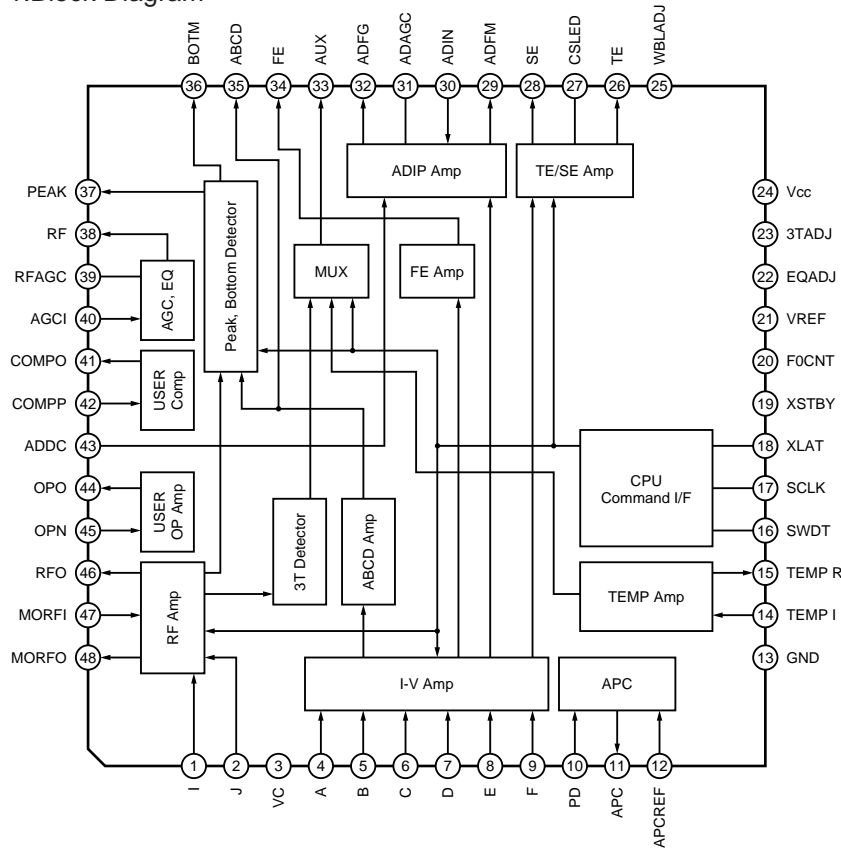 BOTM
ABCD
FE
AUX
ADFG
ADAGC
ADIN
ADFM
SE
CSLED
TE
WBLADJ
36
35
34
33
32
31
30
29
28
27
26
25
PEAK 37
RF 38
RFAGC 39
AGCI 40
COMPO 41
COMPP 42
ADDC 43
OPO 44
OPN 45
RFO 46
MORFI 47
MORFO 48
Peak, Bottom Detector
AGC, EQ
USER
Comp
USER
OP Amp
RF Amp
3T Detector
ABCD Amp
MUX
FE Amp
ADIP Amp
TE/SE Amp
CPU
Command I/F
TEMP Amp
I-V Amp
APC
24 Vcc
23 3TADJ
22 EQADJ
21 VREF
20 F0CNT
19 XSTBY
18 XLAT
17 SCLK
16 SWDT
15 TEMP R
14 TEMP I
13 GND
1
2
3
4
5
6
7
8
9
10
11
12
I
J
VC
A
B
C
D
E
F
PD
APC
APCREF